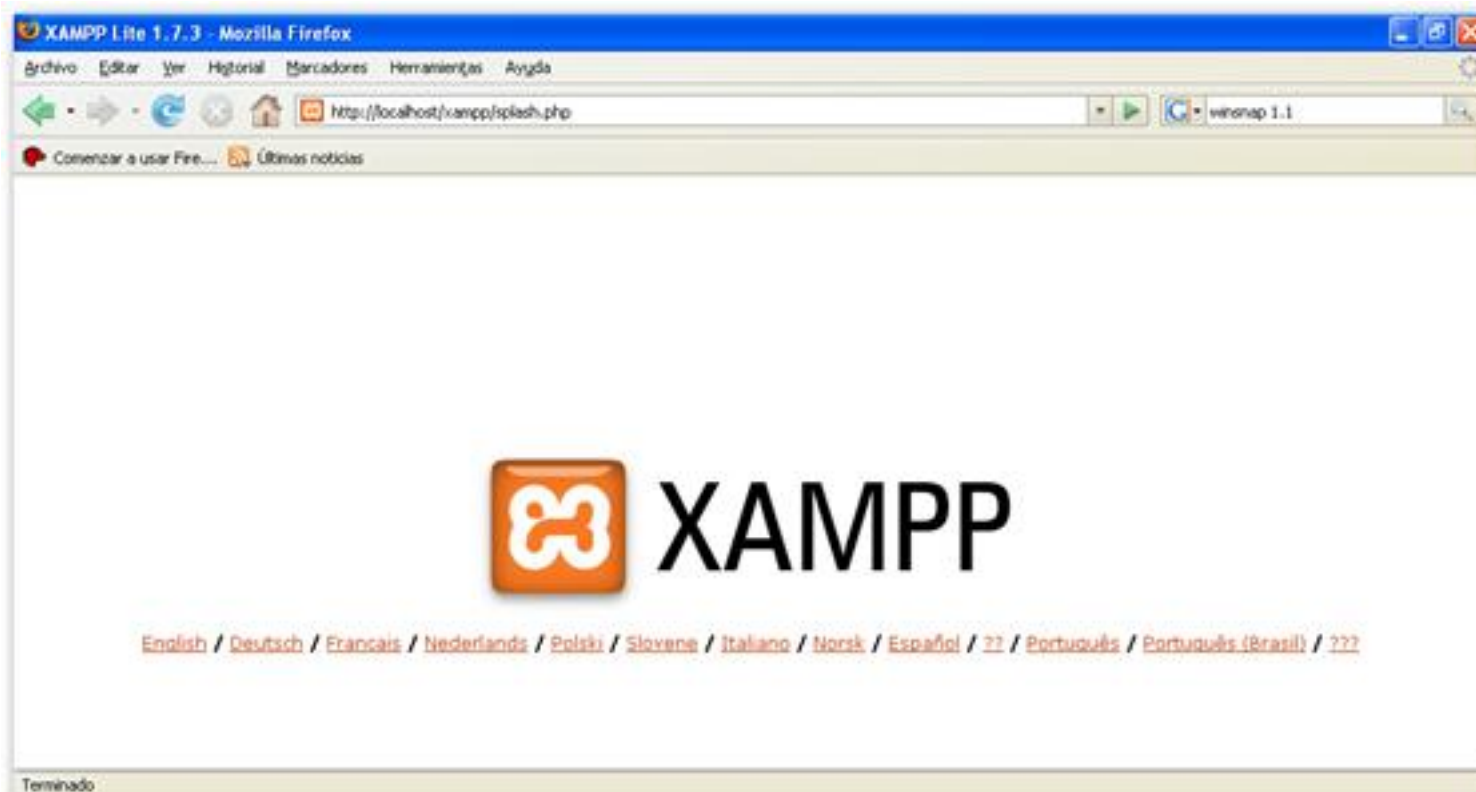 XAMPP Lite 1.7.3 - Mozilla Firefox
Archivo Editar Ver Historial Marcadores Herramientas Ayuda
http://localhost/xampp/splash.php winsnap 1.1
Comenzar a usar Fire... Últimas noticias
XAMPP
English / Deutsch / Francais / Nederlands / Polski / Slovene / Italiano / Norsk / Español / ?? / Português / Português (Brasil) / ???
Terminado